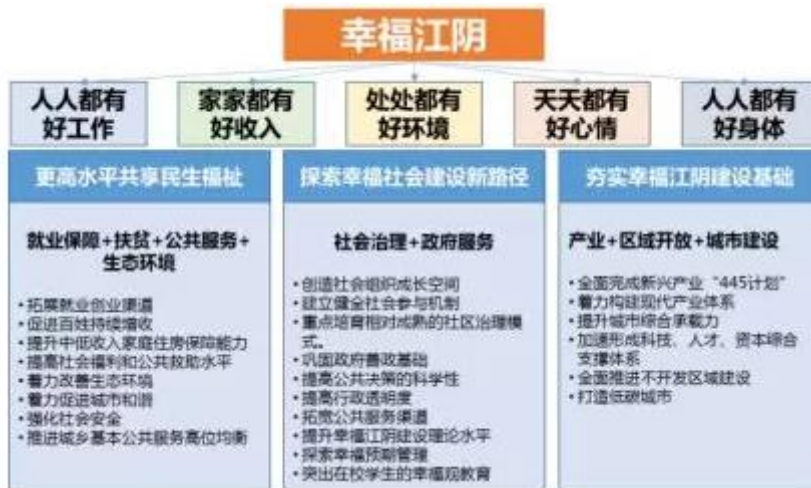 幸福江阴
人人都有
好工作
家家都有
好收入
处处都有
好环境
天天都有
好心情
人人都有
好身体
更高水平共享民生福祉
就业保障+扶贫+公共服务+
生态环境
•拓展就业创业渠道
•促进百姓持续增收
•提升中低收入家庭住房保障能力
•提高社会福利和公共救助水平
•着力改善生态环境
•着力促进城市和谐
•强化社会安全
•推进城乡基本公共服务高位均衡
探索幸福社会建设新路径
社会治理+政府服务
•创造社会组织成长空间
•建立健全社会参与机制
•重点培育相对成熟的社区治理模
式。
•巩固政府善政基础
•提高公共决策的科学性
•提高行政透明度
•拓宽公共服务渠道
•提升幸福江阴建设理论水平
•探索幸福预期管理
•突出在校学生的幸福观教育
夯实幸福江阴建设基础
产业+区域开放+城市建设
•全面完成新兴产业“445计划”
•着力构建现代产业体系
•提升城市综合承载力
•加速形成科技、人才、资本综合
支撑体系
•全面推进不开发区域建设
•打造低碳城市